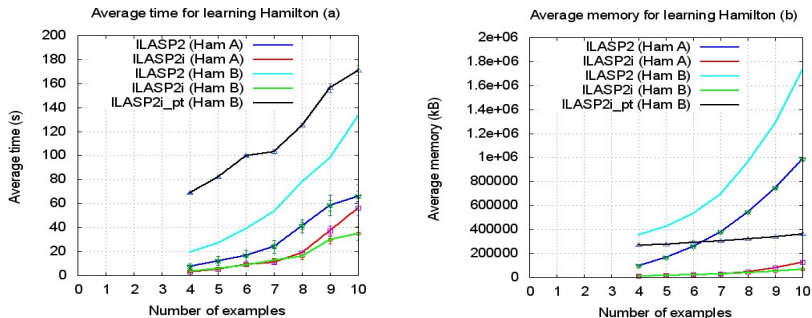 Average time for learning Hamilton (a)
200
180
160
140
120
100
80
60
40
20
0
Average time (s)
ILASP2 (Ham A)
ILASP2i (Ham A)
ILASP2 (Ham B)
ILASP2i (Ham B)
ILASP2i_pt (Ham B)
0 1 2 3 4 5 6 7 8 9 10
Number of examples
Average memory for learning Hamilton (b)
2e+06
1.8e+06
1.6e+06
1.4e+06
1.2e+06
1e+06
800000
600000
400000
200000
0
Average memory (kB)
ILASP2 (Ham A)
ILASP2i (Ham A)
ILASP2 (Ham B)
ILASP2i (Ham B)
ILASP2i_pt (Ham B)
0 1 2 3 4 5 6 7 8 9 10
Number of examples